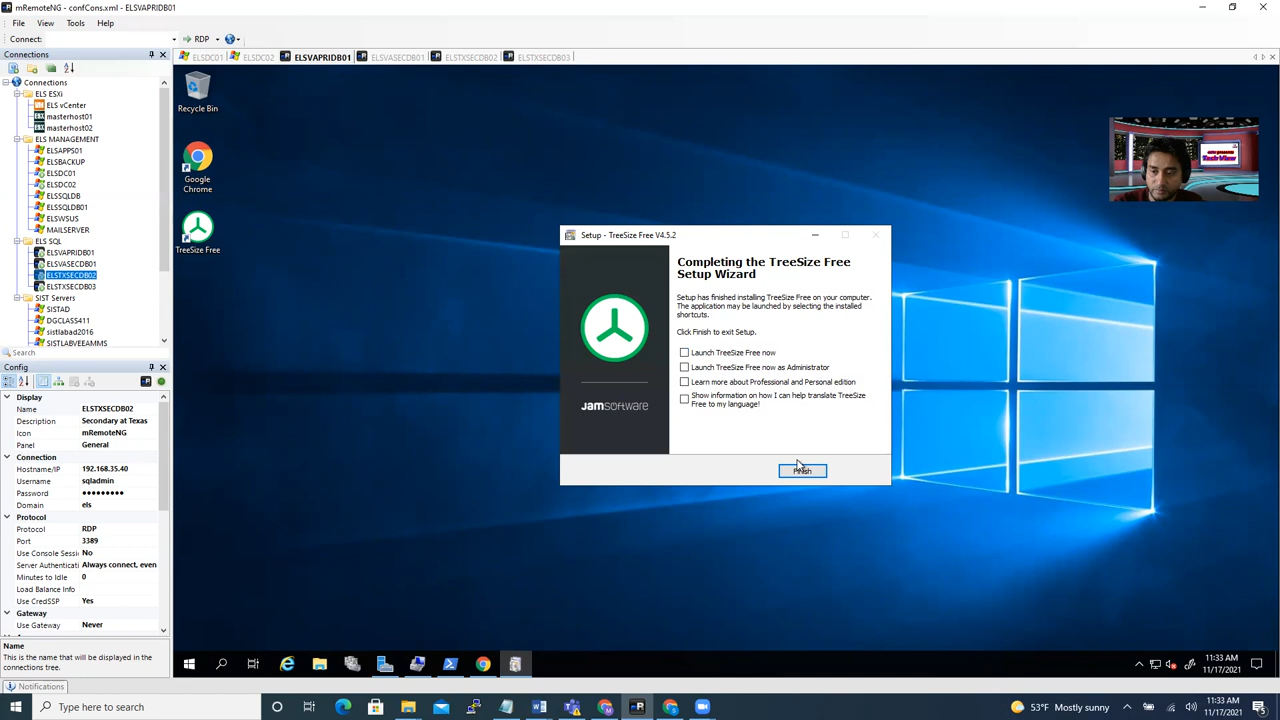 mRemoteNG - confCons.xml - ELSVAPRIDB01
File View Tools Help
Connect: RDP
Connections
ELSDC01 ELSDC02 ELSVAPRIDB01 ELSVASECDB01 ELSTXSECDB02 ELSTXSECDB03
Connections
ELS ESXi
ELS vCenter
masterhost01
masterhost02
ELS MANAGEMENT
ELSAPPS01
ELSBACKUP
ELSDC01
ELSDC02
ELSSQLDB
ELSSQLDB01
ELSWSUS
MAILSERVER
ELS SQL
ELSVAPRIDB01
ELSVASECDB01
ELSTXSECDB02
ELSTXSECDB03
SIST Servers
SISTAD
DGCLASS411
sistlabad2016
SISTLABVEEAMMS
Search
Config
Display
Name ELSTXSECDB02
Description Secondary at Texas
Icon mRemoteNG
Panel General
Connection
Hostname/IP 192.168.35.40
Username sqladmin
Password •••••••••
Domain els
Protocol
Protocol RDP
Port 3389
Use Console Sessi No
Server Authenticati Always connect, even
Minutes to Idle 0
Load Balance Info
Use CredSSP Yes
Gateway
Use Gateway Never
Name
This is the name that will be displayed in the
connections tree.
Notifications
Recycle Bin
Google
Chrome
TreeSize Free
Tech View
Setup - TreeSize Free V4.5.2
Completing the TreeSize Free
Setup Wizard
Setup has finished installing TreeSize Free on your computer.
The application may be launched by selecting the installed
shortcuts.
Click Finish to exit Setup.
Launch TreeSize Free now
Launch TreeSize Free now as Administrator
Learn more about Professional and Personal edition
Show information on how I can help translate TreeSize
Free to my language!
jamsoftware
Finish
11:33 AM
11/17/2021
Type here to search
53°F Mostly sunny
11:33 AM
11/17/2021